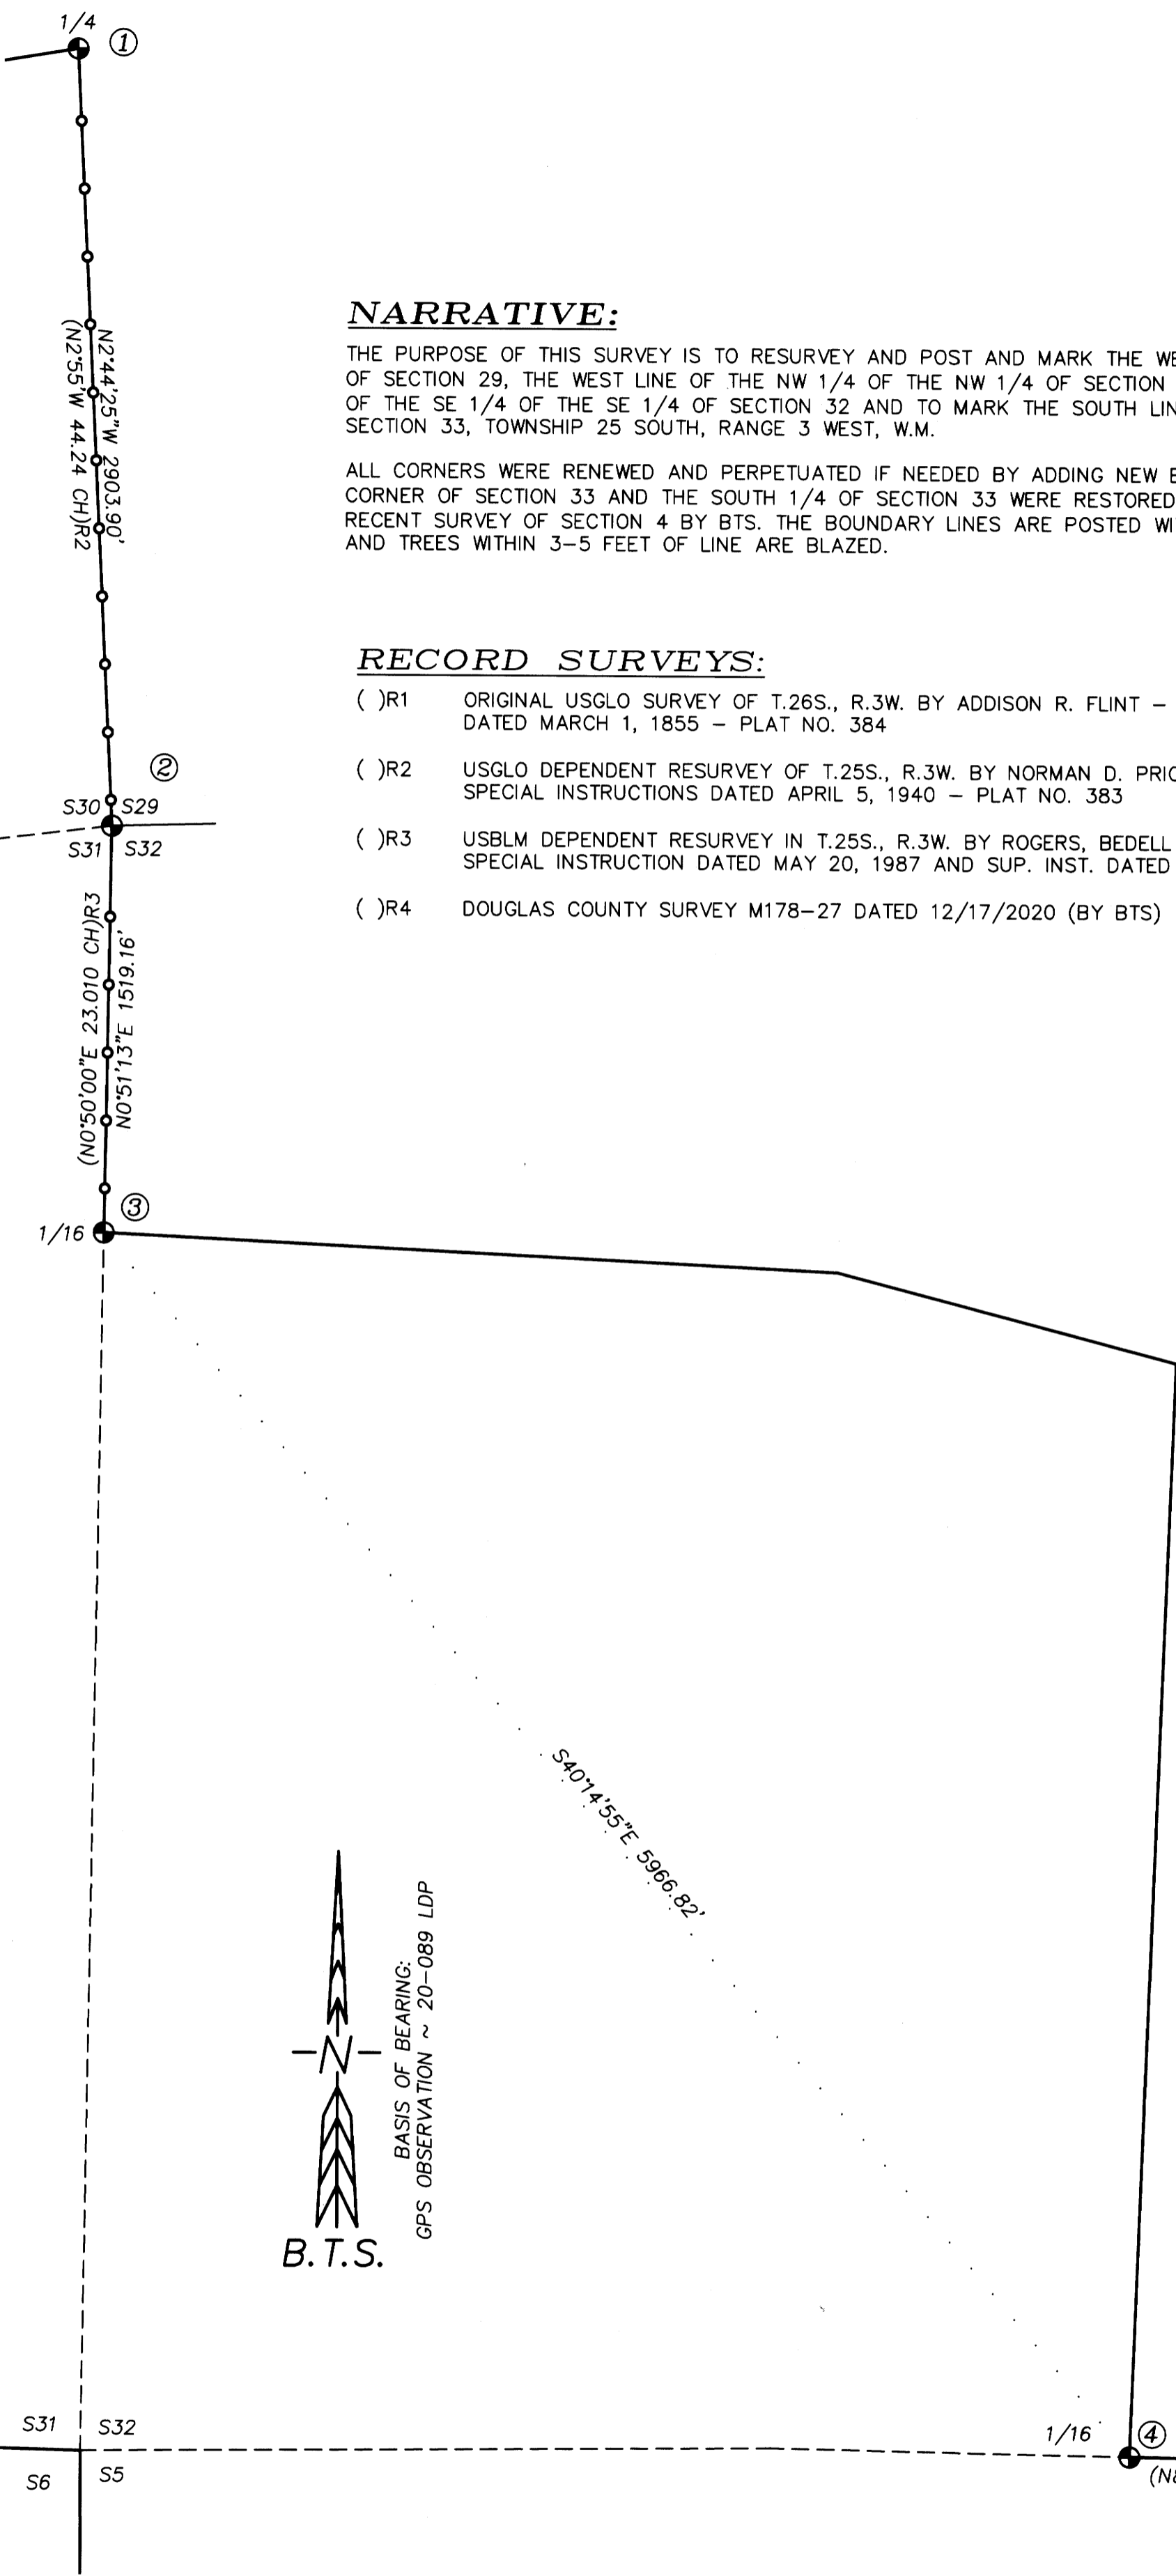 1/4
1
N2°44'25"W 2903.90'
(N2°55'W 44.24 CH)R2
NARRATIVE:
THE PURPOSE OF THIS SURVEY IS TO RESURVEY AND POST AND MARK THE WE
OF SECTION 29, THE WEST LINE OF THE NW 1/4 OF THE NW 1/4 OF SECTION
OF THE SE 1/4 OF THE SE 1/4 OF SECTION 32 AND TO MARK THE SOUTH LIN
SECTION 33, TOWNSHIP 25 SOUTH, RANGE 3 WEST, W.M.
ALL CORNERS WERE RENEWED AND PERPETUATED IF NEEDED BY ADDING NEW B
CORNER OF SECTION 33 AND THE SOUTH 1/4 OF SECTION 33 WERE RESTORED
RECENT SURVEY OF SECTION 4 BY BTS. THE BOUNDARY LINES ARE POSTED WI
AND TREES WITHIN 3-5 FEET OF LINE ARE BLAZED.
RECORD SURVEYS:
( )R1 ORIGINAL USGLO SURVEY OF T.26S., R.3W. BY ADDISON R. FLINT –
DATED MARCH 1, 1855 – PLAT NO. 384
( )R2 USGLO DEPENDENT RESURVEY OF T.25S., R.3W. BY NORMAN D. PRIC
SPECIAL INSTRUCTIONS DATED APRIL 5, 1940 – PLAT NO. 383
( )R3 USBLM DEPENDENT RESURVEY IN T.25S., R.3W. BY ROGERS, BEDELL
SPECIAL INSTRUCTION DATED MAY 20, 1987 AND SUP. INST. DATED
( )R4 DOUGLAS COUNTY SURVEY M178-27 DATED 12/17/2020 (BY BTS)
2
S30 S29
S31 S32
(N0°50'00"E 23.010 CH)R3
N0°51'13"E 1519.16'
3
1/16
S40°14'55"E 5966.82'
BASIS OF BEARING:
GPS OBSERVATION ~ 20-089 LDP
N
B.T.S.
S31 S32
S6 S5
1/16
4
(N8